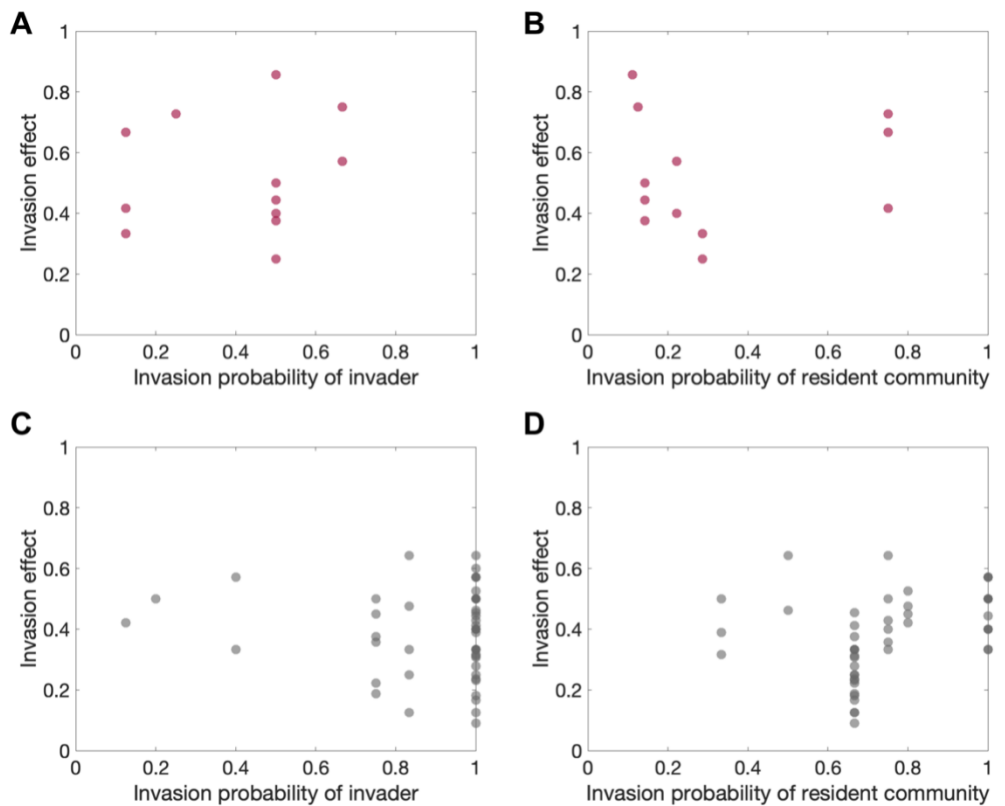 A
B
1
0.8
0.6
0.4
0.2
0
Invasion effect
0 0.2 0.4 0.6 0.8 1
Invasion probability of invader
1
0.8
0.6
0.4
0.2
0
Invasion effect
0 0.2 0.4 0.6 0.8 1
Invasion probability of resident community
C
D
1
0.8
0.6
0.4
0.2
0
Invasion effect
0 0.2 0.4 0.6 0.8 1
Invasion probability of invader
1
0.8
0.6
0.4
0.2
0
Invasion effect
0 0.2 0.4 0.6 0.8 1
Invasion probability of resident community